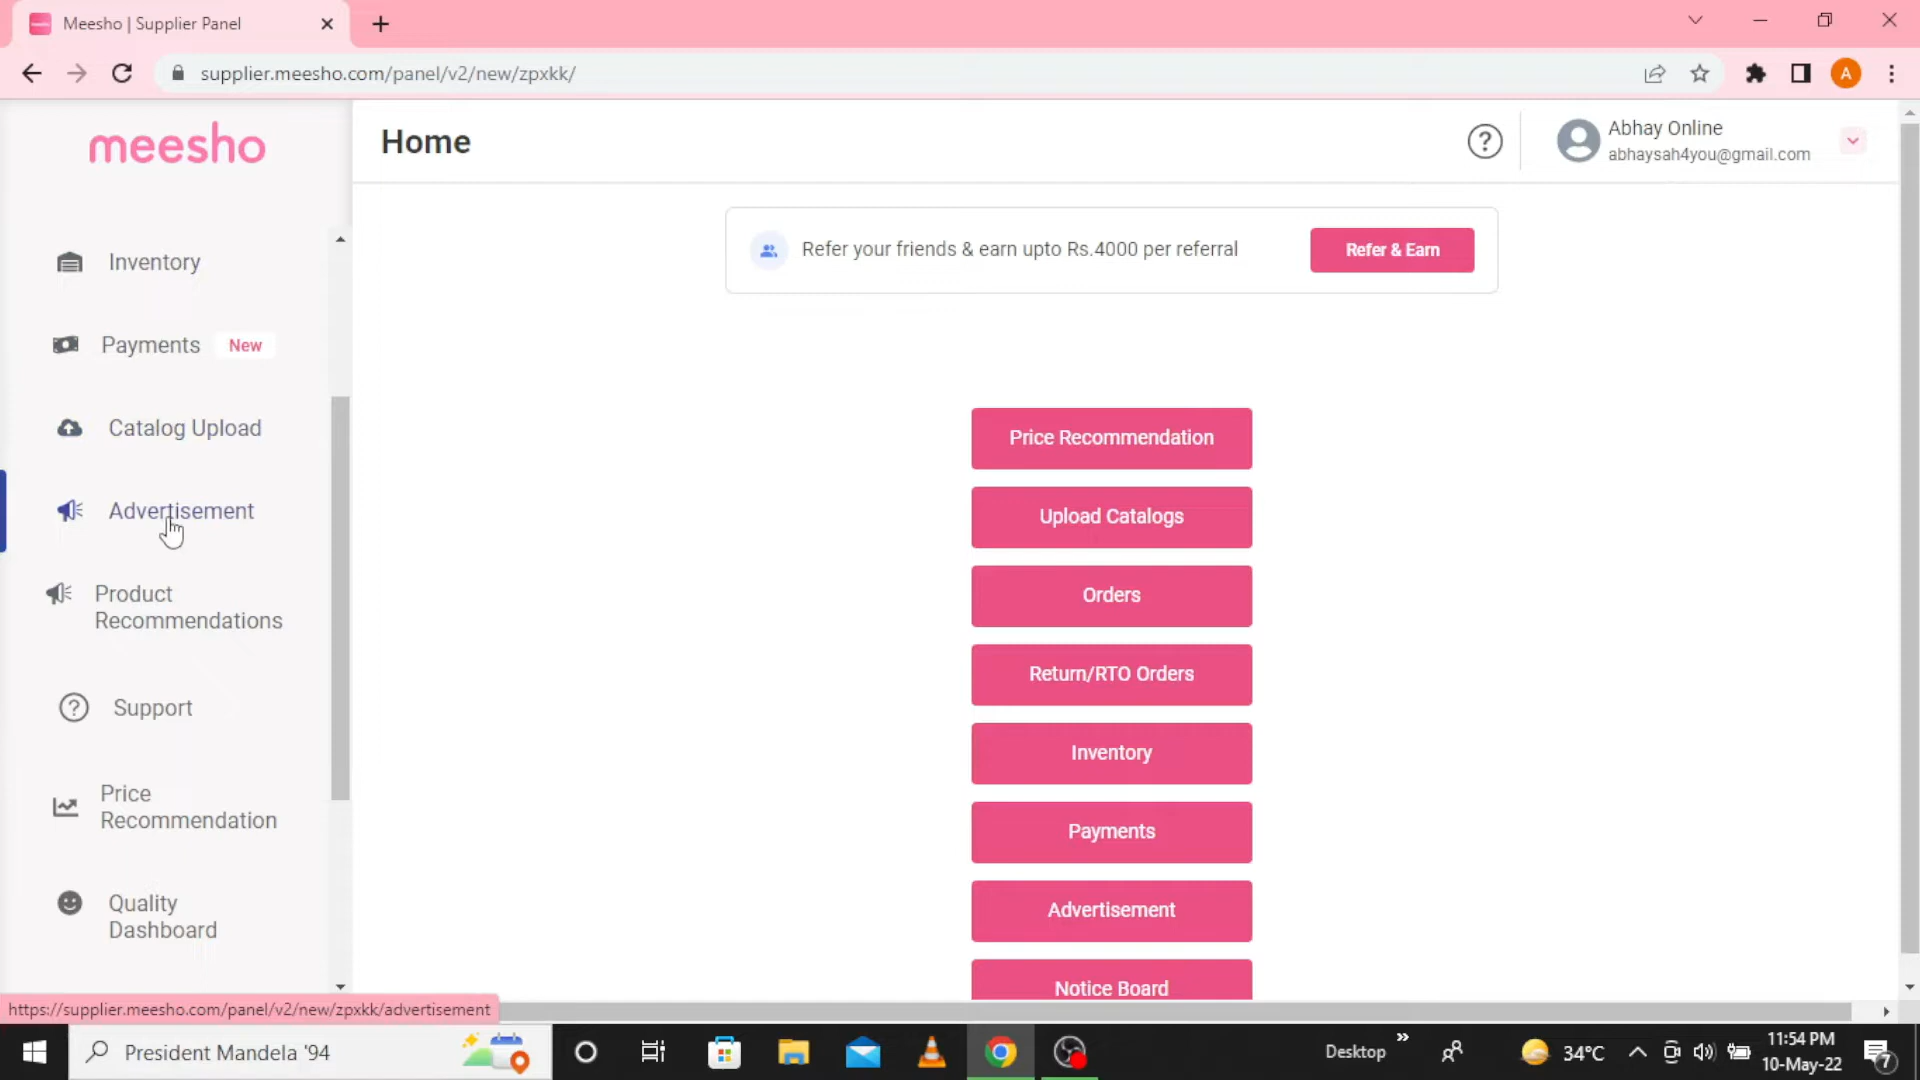 Meesho | Supplier Panel
supplier.meesho.com/panel/v2/new/zpxkk/
A
meesho
Home
Abhay Online
abhaysah4you@gmail.com
Refer your friends & earn upto Rs.4000 per referral
Refer & Earn
Inventory
Payments New
Catalog Upload
Advertisement
Product
Recommendations
Support
Price
Recommendation
Quality
Dashboard
Price Recommendation
Upload Catalogs
Orders
Return/RTO Orders
Inventory
Payments
Advertisement
Notice Board
https://supplier.meesho.com/panel/v2/new/zpxkk/advertisement
President Mandela '94
Desktop
34°C
11:54 PM
10-May-22
7